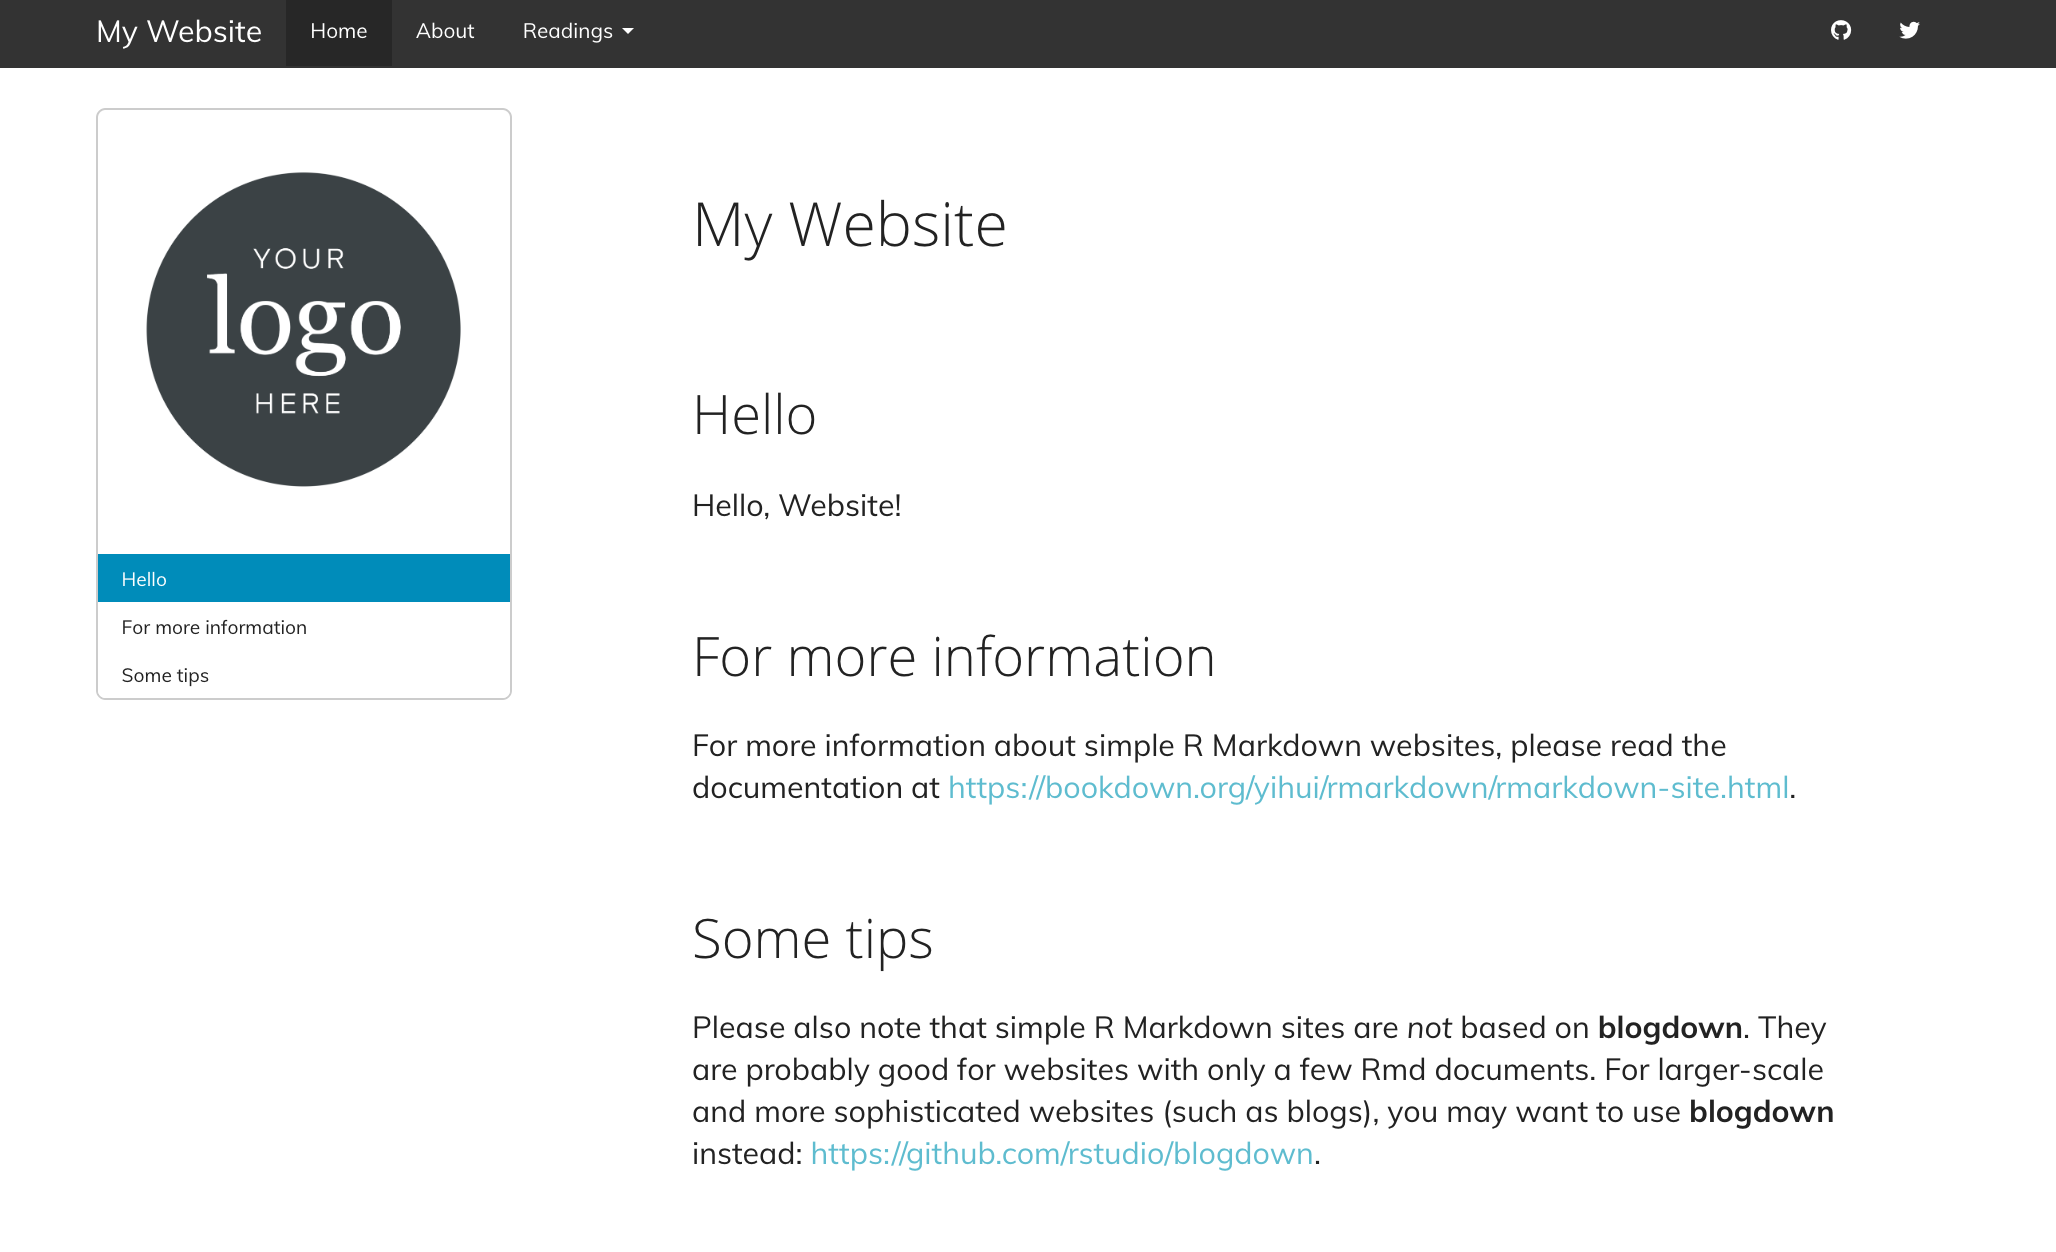 My Website Home About Readings
YOUR
logo
HERE
Hello
For more information
Some tips
My Website
Hello
Hello, Website!
For more information
For more information about simple R Markdown websites, please read the
documentation at https://bookdown.org/yihui/rmarkdown/rmarkdown-site.html.
Some tips
Please also note that simple R Markdown sites are not based on blogdown. They
are probably good for websites with only a few Rmd documents. For larger-scale
and more sophisticated websites (such as blogs), you may want to use blogdown
instead: https://github.com/rstudio/blogdown.